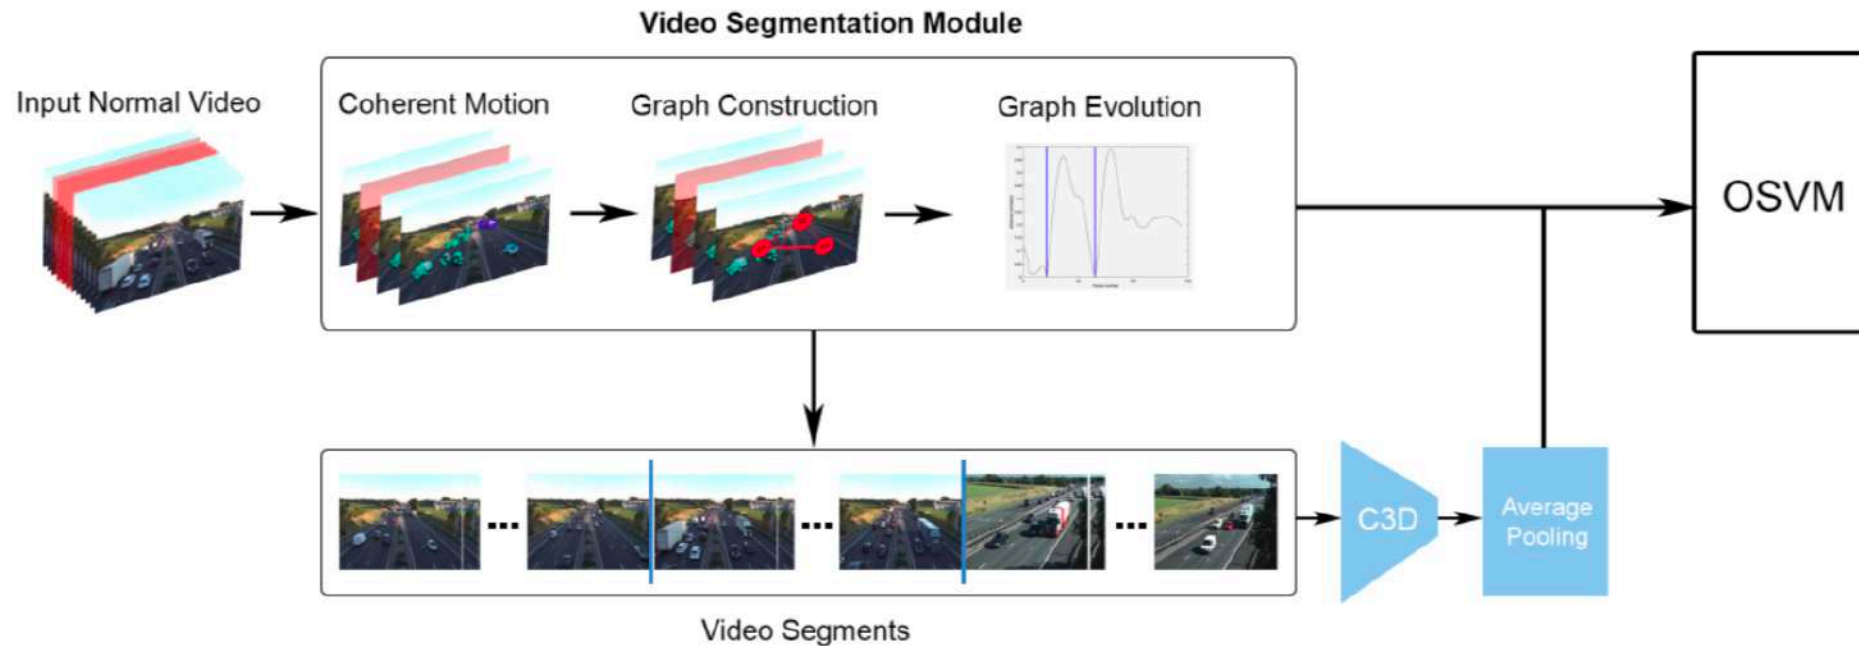 Video Segmentation Module
Input Normal Video
Coherent Motion
Graph Construction
Graph Evolution
OSVM
C3D
Average
Pooling
Video Segments